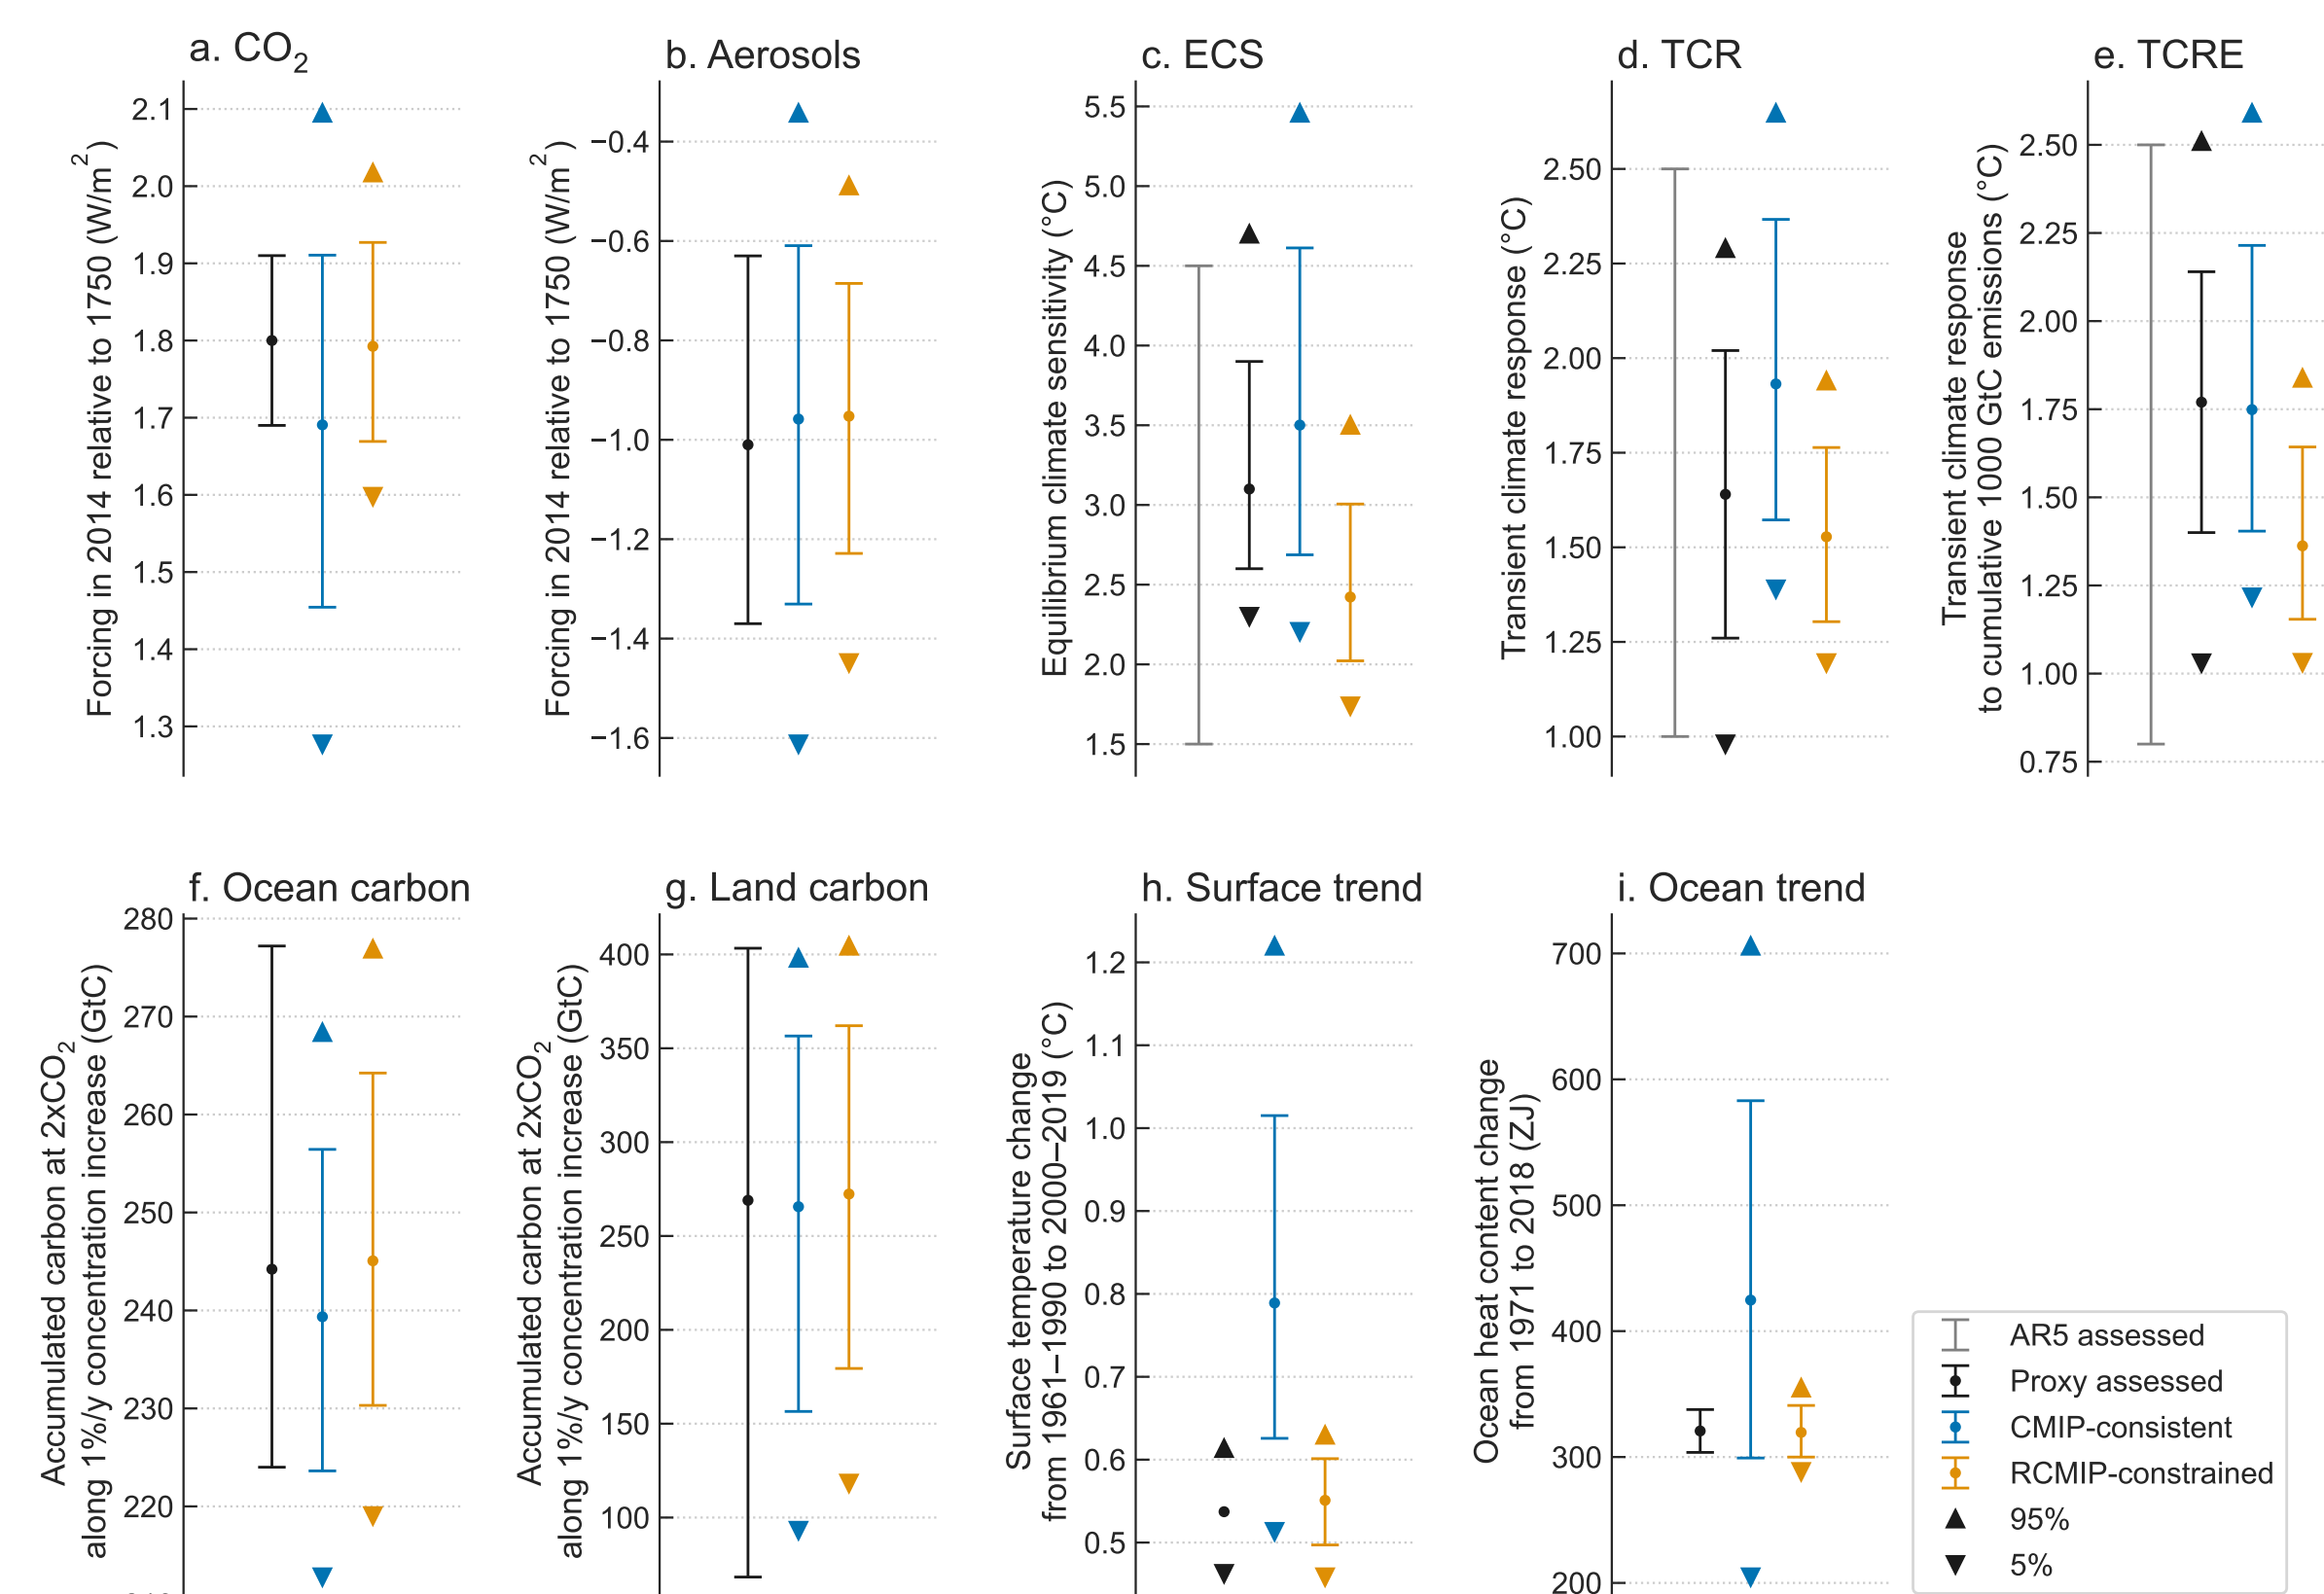 a. CO2
2.1
2.0
1.9
1.8
1.7
1.6
1.5
1.4
1.3
Forcing in 2014 relative to 1750 (W/m2)
b. Aerosols
−0.4
−0.6
−0.8
−1.0
−1.2
−1.4
−1.6
Forcing in 2014 relative to 1750 (W/m2)
c. ECS
5.5
5.0
4.5
4.0
3.5
3.0
2.5
2.0
1.5
Equilibrium climate sensitivity (°C)
d. TCR
2.50
2.25
2.00
1.75
1.50
1.25
1.00
Transient climate response (°C)
e. TCRE
2.50
2.25
2.00
1.75
1.50
1.25
1.00
0.75
Transient climate response
to cumulative 1000 GtC emissions (°C)
f. Ocean carbon
280
270
260
250
240
230
220
Accumulated carbon at 2xCO2
along 1%/y concentration increase (GtC)
g. Land carbon
400
350
300
250
200
150
100
Accumulated carbon at 2xCO2
along 1%/y concentration increase (GtC)
h. Surface trend
1.2
1.1
1.0
0.9
0.8
0.7
0.6
0.5
Surface temperature change
from 1961–1990 to 2000–2019 (°C)
i. Ocean trend
700
600
500
400
300
200
Ocean heat content change
from 1971 to 2018 (ZJ)
AR5 assessed
Proxy assessed
CMIP-consistent
RCMIP-constrained
95%
5%